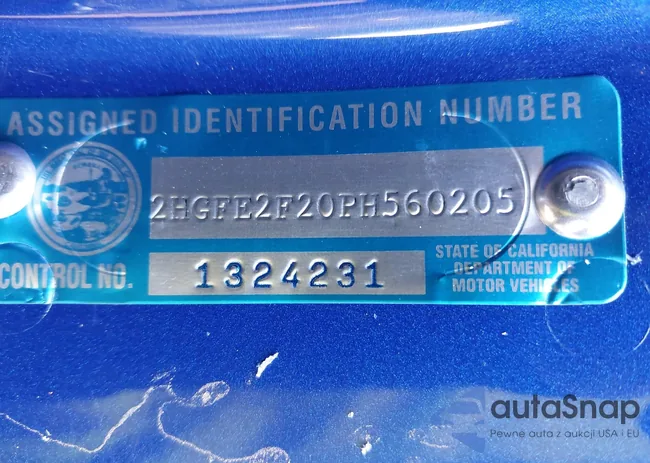 ASSIGNED IDENTIFICATION NUMBER
2HGFE2F20PH560205
CONTROL NO.
1324231
STATE OF CALIFORNIA
DEPARTMENT OF
MOTOR VEHICLES
autaSnap
Pewne auta z aukcji USA i EU